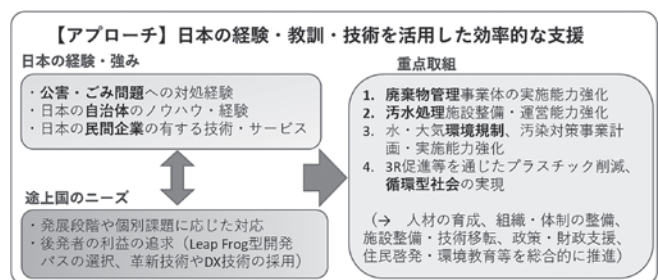 【アプローチ】日本の経験・教訓・技術を活用した効率的な支援
日本の経験・強み
・公害・ごみ問題への対処経験
・日本の自治体のノウハウ・経験
・日本の民間企業の有する技術・サービス
途上国のニーズ
・発展段階や個別課題に応じた対応
・後発者の利益の追求（Leap Frog型開発
パスの選択、革新技術やDX技術の採用）
重点取組
1. 廃棄物管理事業体の実施能力強化
2. 汚水処理施設整備・運営能力強化
3. 水・大気環境規制、汚染対策事業計
画・実施能力強化
4. 3R促進等を通じたプラスチック削減、
循環型社会の実現
（→ 人材の育成、組織・体制の整備、
施設整備・技術移転、政策・財政支援、
住民啓発・環境教育等を総合的に推進）